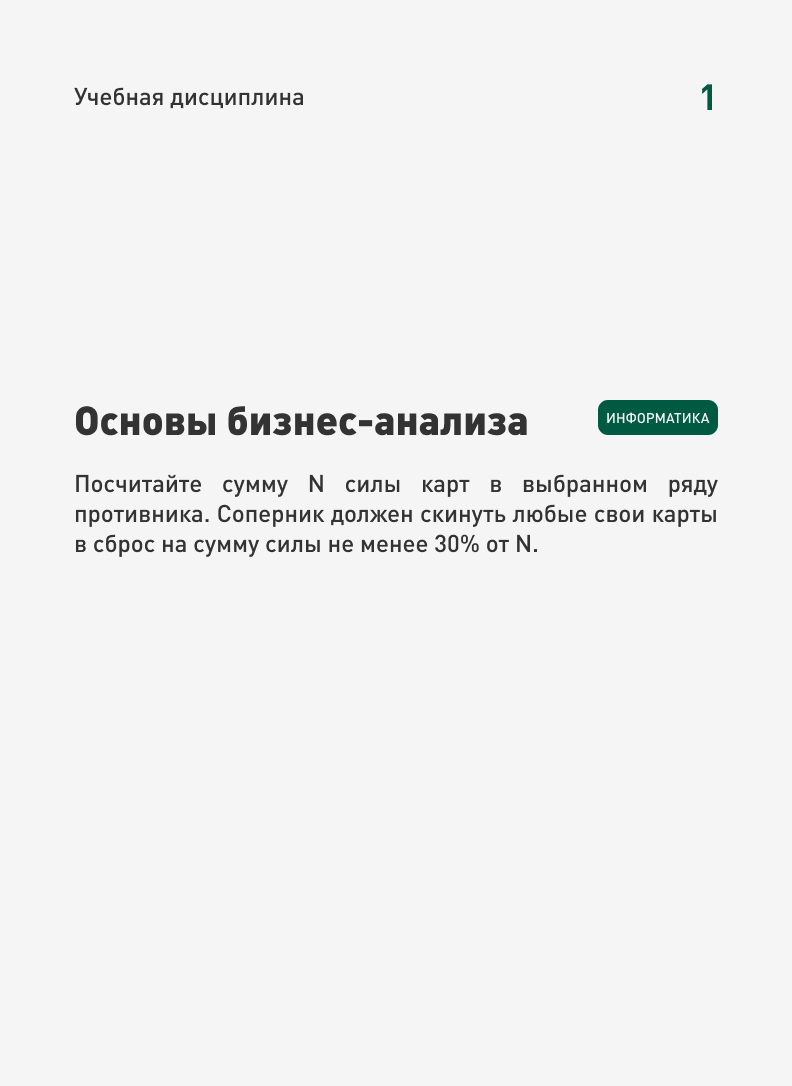 Учебная дисциплина
1
Основы бизнес-анализа
ИНФОРМАТИКА
Посчитайте сумму N силы карт в выбранном ряду
противника. Соперник должен скинуть любые свои карты
в сброс на сумму силы не менее 30% от N.